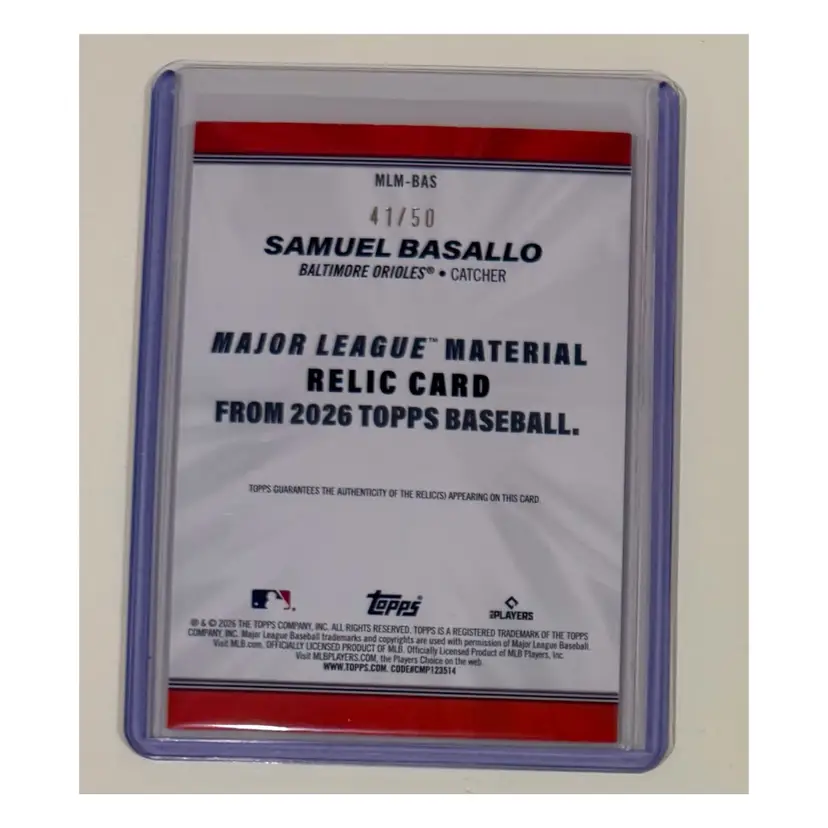 MLM-BAS
41/50
SAMUEL BASALLO
BALTIMORE ORIOLES® • CATCHER
MAJOR LEAGUE™ MATERIAL
RELIC CARD
FROM 2026 TOPPS BASEBALL.
TOPPS GUARANTEES THE AUTHENTICITY OF THE RELIC(S) APPEARING ON THIS CARD.
Topps®
PLAYERS
® & © 2026 THE TOPPS COMPANY, INC. ALL RIGHTS RESERVED. TOPPS IS A REGISTERED TRADEMARK OF THE TOPPS
COMPANY, INC. Major League Baseball trademarks and copyrights are used with permission of Major League Baseball.
Visit MLB.com. OFFICIALLY LICENSED PRODUCT OF MLB. Officially Licensed Product of MLB Players, Inc.
Visit MLBPLAYERS.COM, the Players Choice on the web.
WWW.TOPPS.COM. CODE#CMP123514